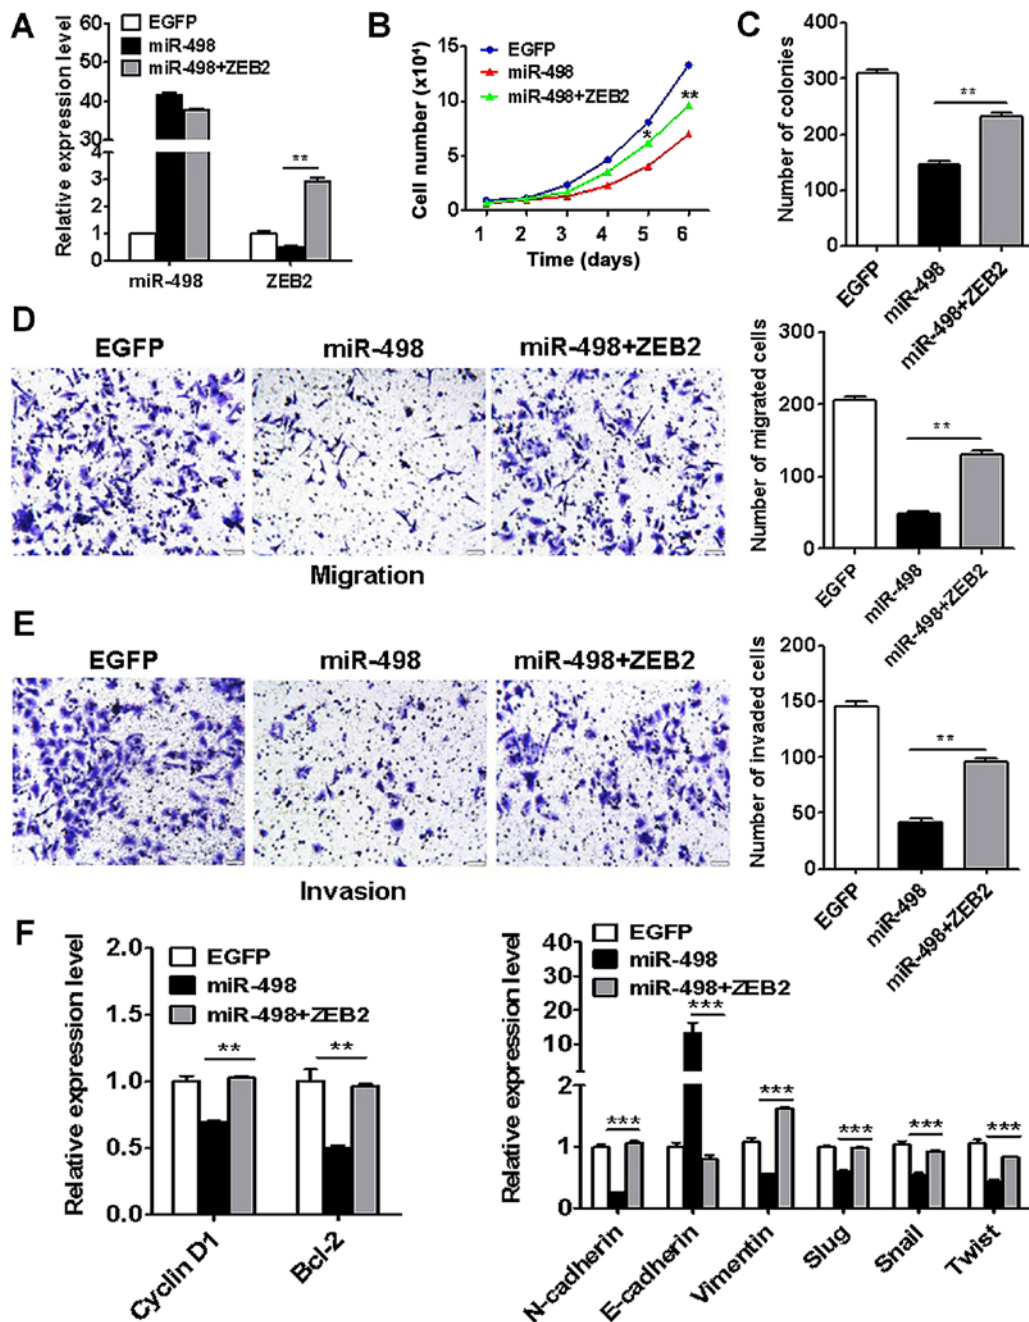 A
EGFP
miR-498
miR-498+ZEB2
Relative expression level
60
50
40
30
4
3
2
1
0
**
miR-498
ZEB2
B
EGFP
miR-498
miR-498+ZEB2
Cell number (x10⁴)
15
10
5
0
*
**
1 2 3 4 5 6
Time (days)
C
Number of colonies
400
300
200
100
0
**
EGFP
miR-498
miR-498+ZEB2
D
EGFP
miR-498
miR-498+ZEB2
Migration
Number of migrated cells
300
200
100
0
**
EGFP
miR-498
miR-498+ZEB2
E
EGFP
miR-498
miR-498+ZEB2
Invasion
Number of invaded cells
200
150
100
50
0
**
EGFP
miR-498
miR-498+ZEB2
F
Relative expression level
2.0
1.5
1.0
0.5
0.0
EGFP
miR-498
miR-498+ZEB2
**
**
Cyclin D1
Bcl-2
Relative expression level
40
30
20
10
2
1
0
EGFP
miR-498
miR-498+ZEB2
***
***
***
***
***
***
N-cadherin
E-cadherin
Vimentin
Slug
Snail
Twist